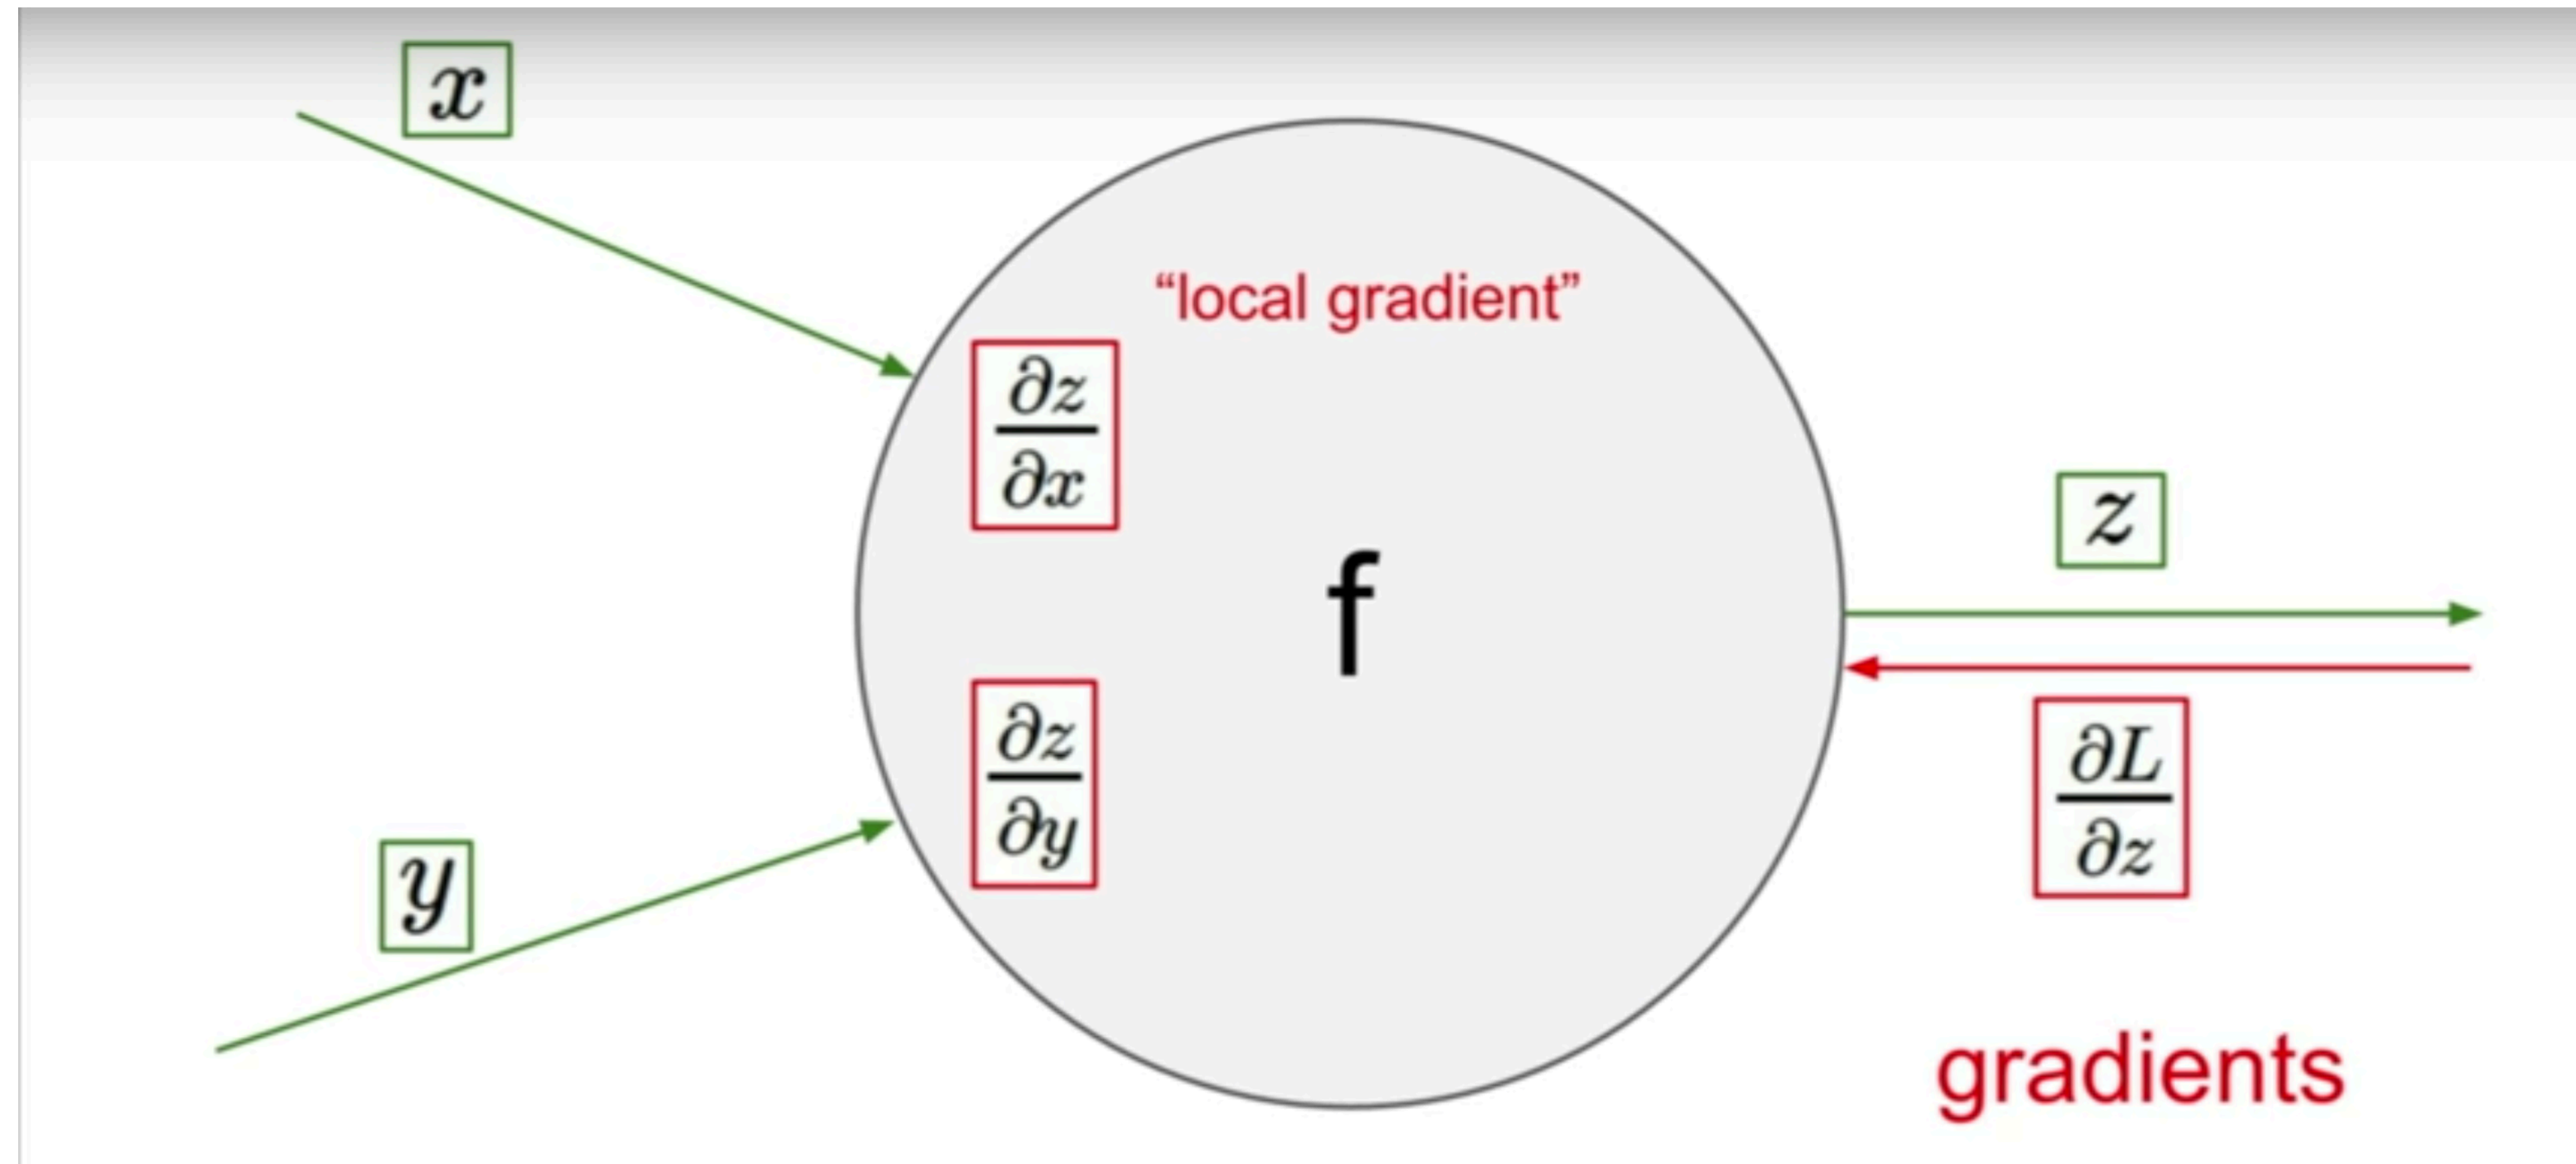 x
“local gradient”
∂z
∂x
f
z
∂z
∂y
∂L
∂z
y
gradients